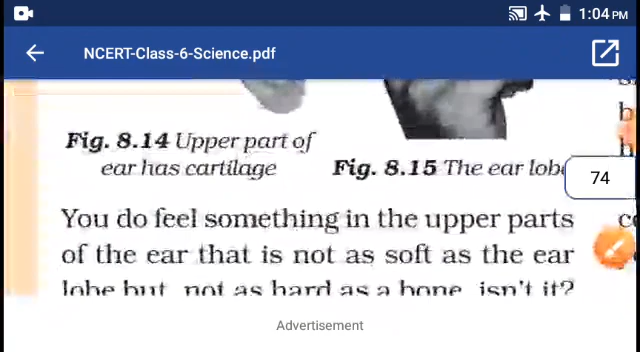 1:04 PM
NCERT-Class-6-Science.pdf
Fig. 8.14 Upper part of
ear has cartilage
Fig. 8.15 The ear lobe
74
You do feel something in the upper parts
of the ear that is not as soft as the ear
lobe but not as hard as a bone, isn't it?
Advertisement